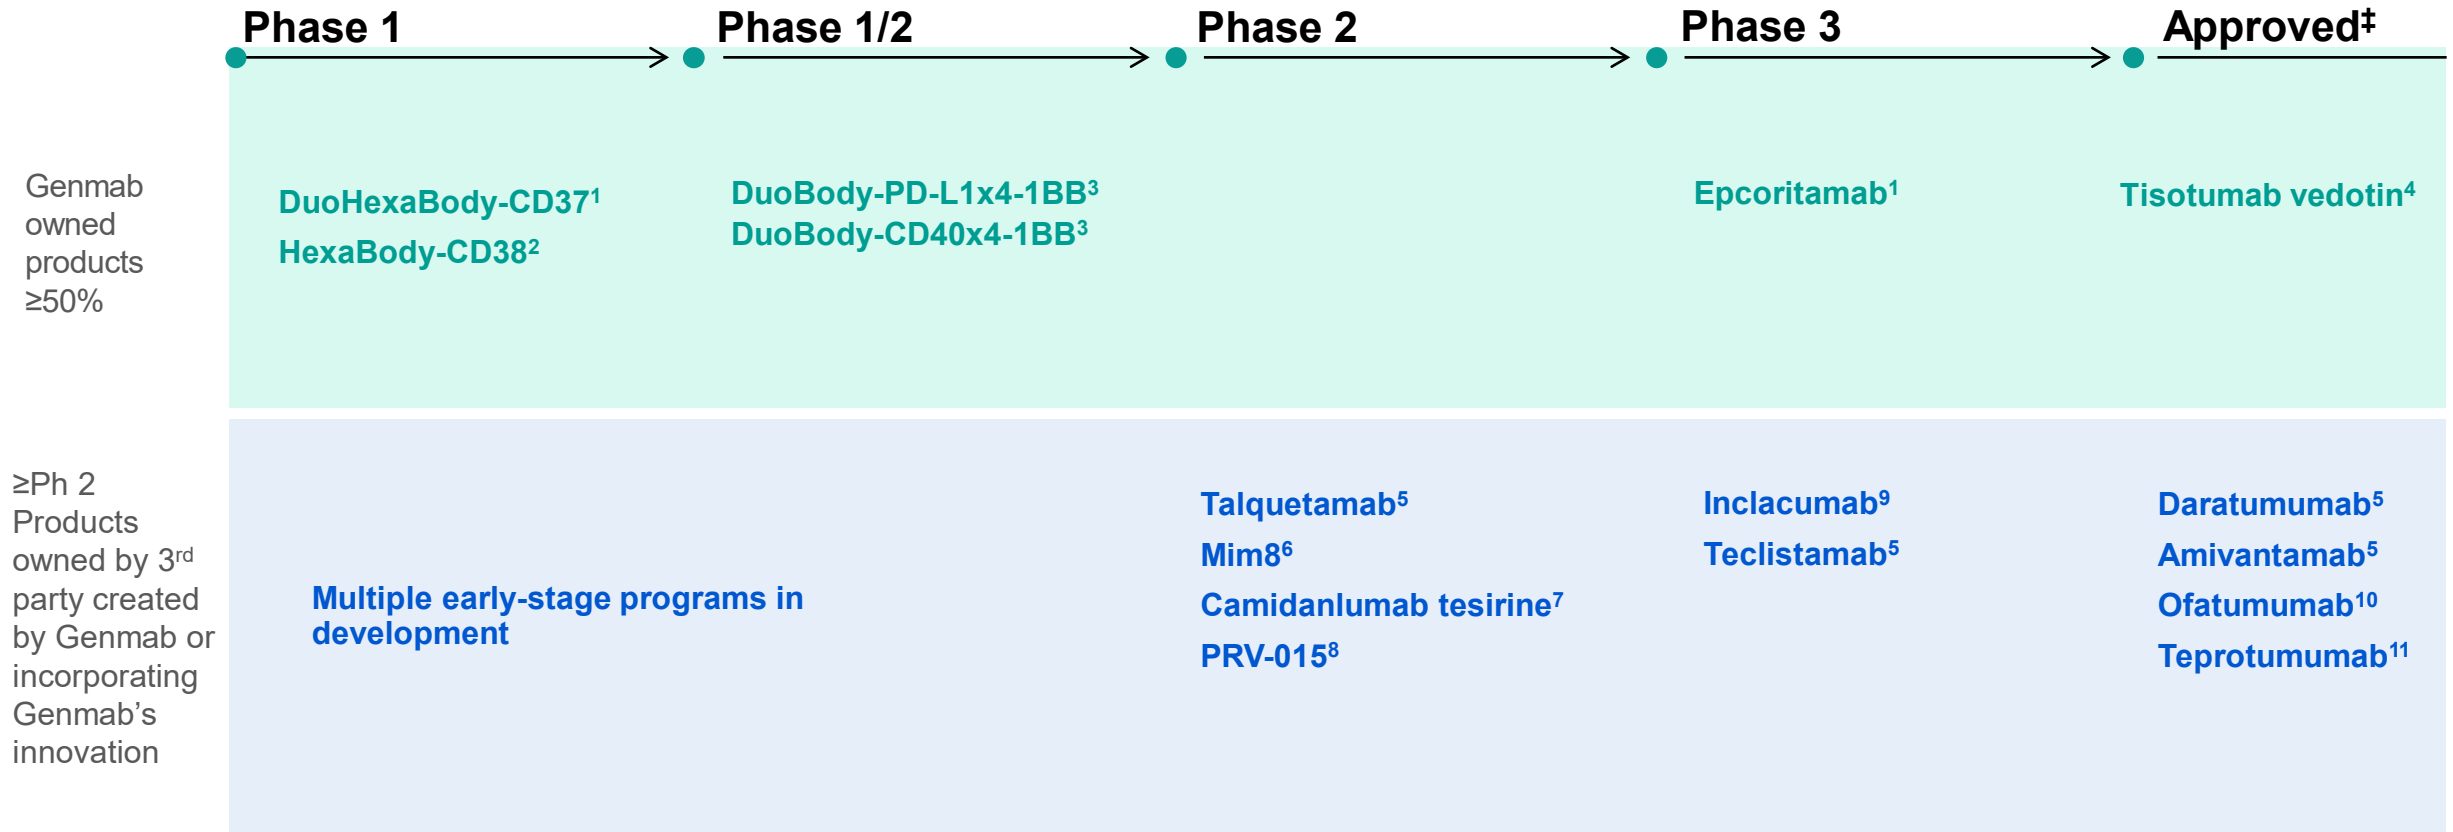 Phase 1
Phase 1/2
Phase 2
Phase 3
Approved‡
Genmab
owned
products
≥50%
DuoHexaBody-CD37¹
HexaBody-CD38²
DuoBody-PD-L1x4-1BB³
DuoBody-CD40x4-1BB³
Epcoritamab¹
Tisotumab vedotin⁴
≥Ph 2
Products
owned by 3ʳᵈ
party created
by Genmab or
incorporating
Genmab’s
innovation
Multiple early-stage programs in
development
Talquetamab⁵
Mim8⁶
Camidanlumab tesirine⁷
PRV-015⁸
Inclacumab⁹
Teclistamab⁵
Daratumumab⁵
Amivantamab⁵
Ofatumumab¹⁰
Teprotumumab¹¹